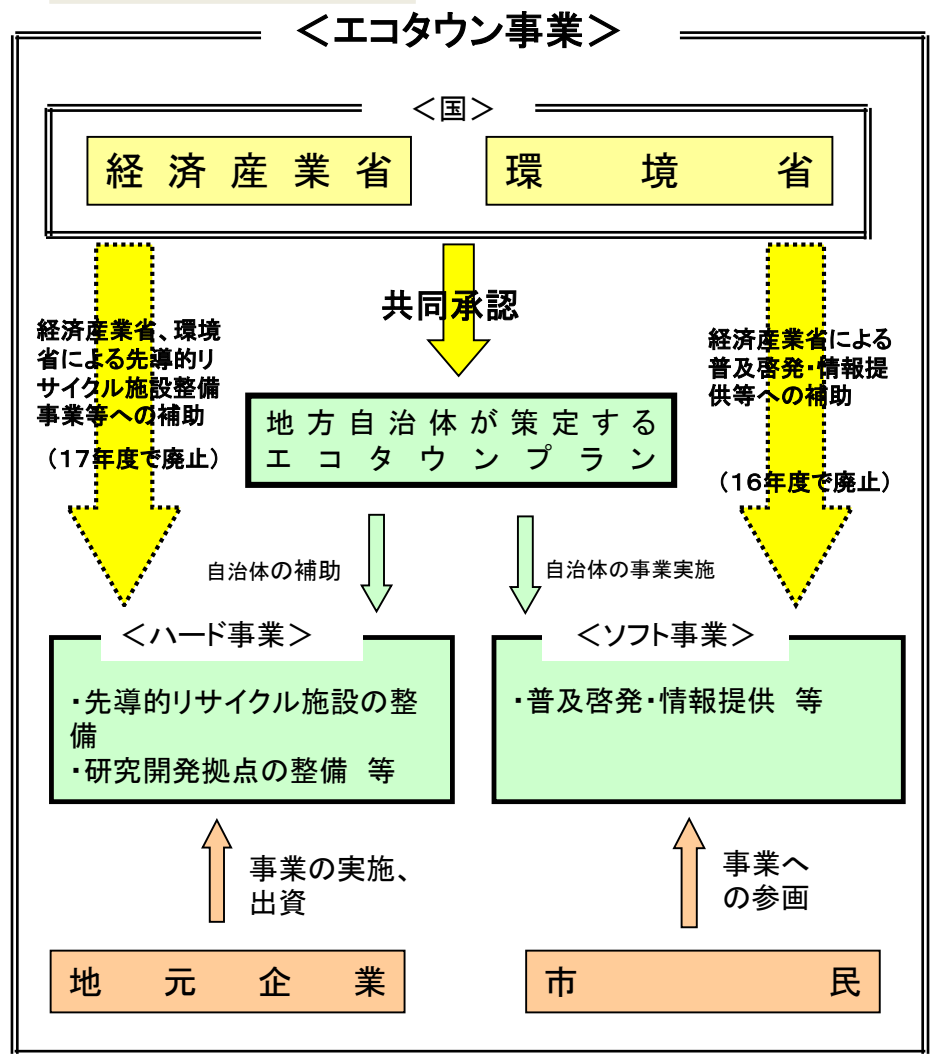 ＜エコタウン事業＞
＜国＞
経済産業省
環境省
共同承認
経済産業省、環境
省による先導的リ
サイクル施設整備
事業等への補助
（１７年度で廃止）
経済産業省による
普及啓発・情報提
供等への補助
（１６年度で廃止）
地方自治体が策定する
エコタウンプラン
自治体の補助
自治体の事業実施
＜ハード事業＞
・先導的リサイクル施設の整
備
・研究開発拠点の整備　等
＜ソフト事業＞
・普及啓発・情報提供　等
事業の実施、
出資
事業へ
の参画
地元企業
市民